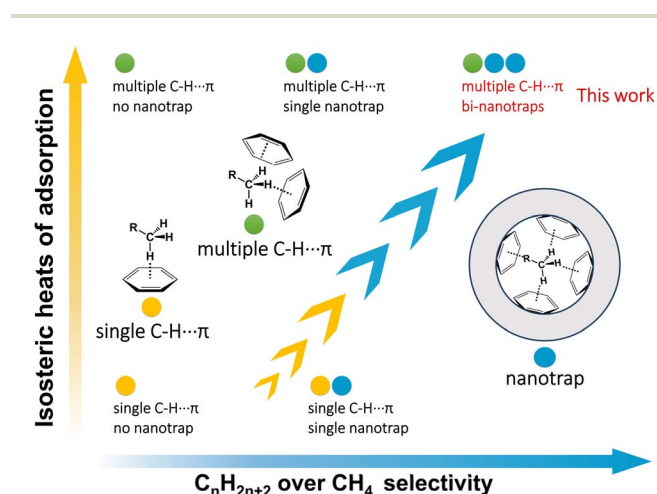 Isosteric heats of adsorption
multiple C-H···π
no nanotrap
multiple C-H···π
single nanotrap
multiple C-H···π
bi-nanotraps
This work
R
C
H
H
H
multiple C-H···π
R
C
H
H
H
single C-H···π
R
C
H
H
H
nanotrap
single C-H···π
no nanotrap
single C-H···π
single nanotrap
CₙH₂ₙ₊₂ over CH₄ selectivity